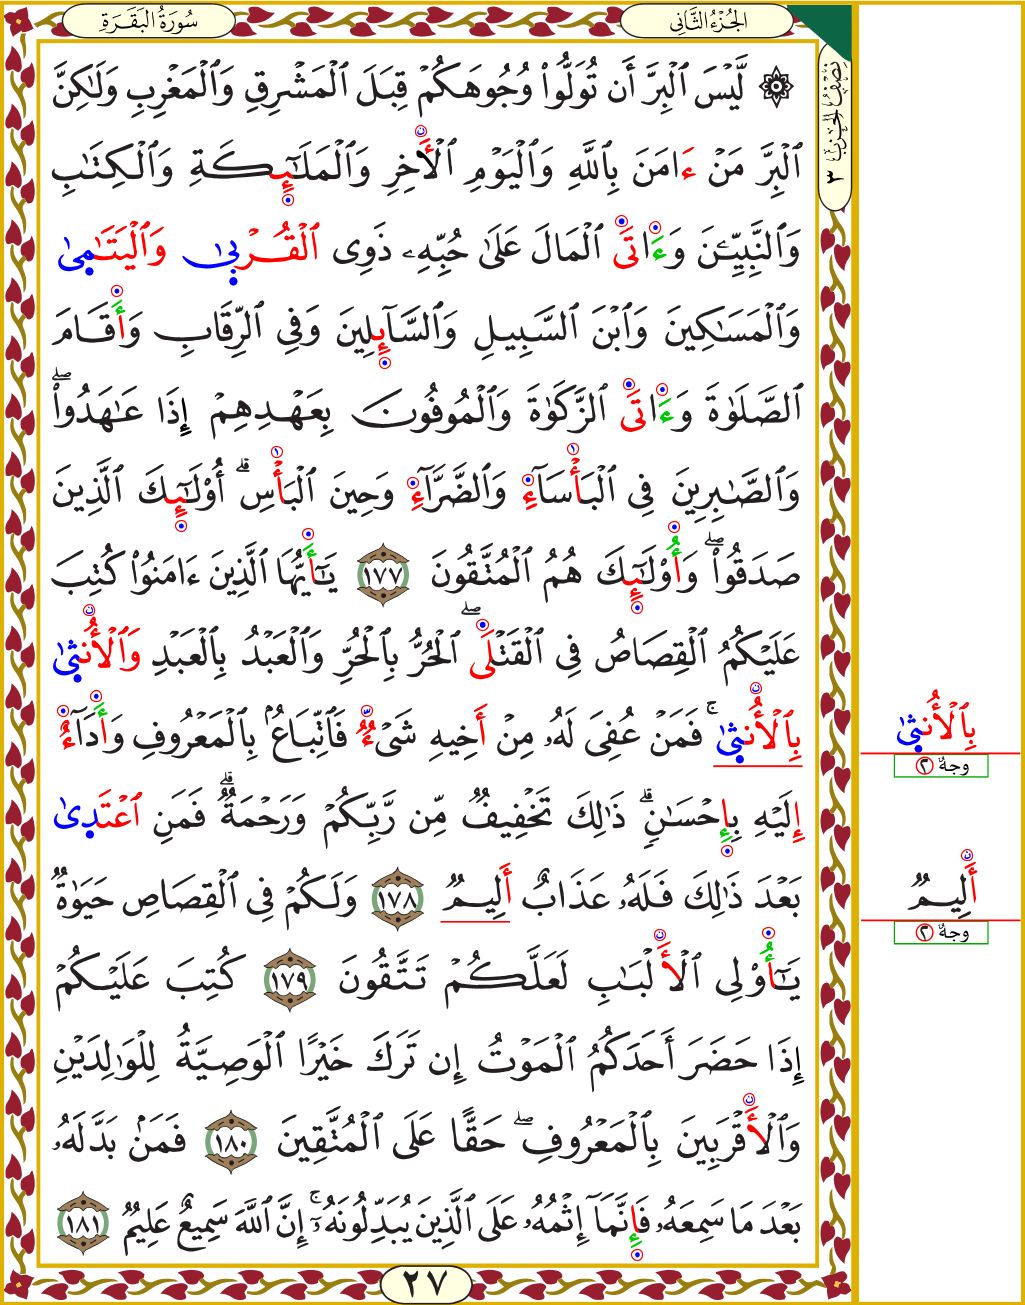 الجُزْءُ الثَّانِي
سُورَةُ البَقَرَةِ
نِصْفُ الحِزْبِ ٣
۞ لَّيْسَ ٱلْبِرَّ أَن تُوَلُّوا۟ وُجُوهَكُمْ قِبَلَ ٱلْمَشْرِقِ وَٱلْمَغْرِبِ وَلَـٰكِنَّ
ٱلْبِرَّ مَنْ ءَامَنَ بِٱللَّهِ وَٱلْيَوْمِ ٱلْـَٔاخِرِ وَٱلْمَلَـٰٓئِكَةِ وَٱلْكِتَـٰبِ
وَٱلنَّبِيِّـۧنَ وَءَاتَى ٱلْمَالَ عَلَىٰ حُبِّهِۦ ذَوِى ٱلْقُرْبَىٰ وَٱلْيَتَـٰمَىٰ
وَٱلْمَسَـٰكِينَ وَٱبْنَ ٱلسَّبِيلِ وَٱلسَّآئِلِينَ وَفِى ٱلرِّقَابِ وَأَقَامَ
ٱلصَّلَوٰةَ وَءَاتَى ٱلزَّكَوٰةَ وَٱلْمُوفُونَ بِعَهْدِهِمْ إِذَا عَـٰهَدُوا۟ ۖ
وَٱلصَّـٰبِرِينَ فِى ٱلْبَأْسَآءِ وَٱلضَّرَّآءِ وَحِينَ ٱلْبَأْسِ ۗ أُو۟لَـٰٓئِكَ ٱلَّذِينَ
صَدَقُوا۟ ۖ وَأُو۟لَـٰٓئِكَ هُمُ ٱلْمُتَّقُونَ ١٧٧ يَـٰٓأَيُّهَا ٱلَّذِينَ ءَامَنُوا۟ كُتِبَ
عَلَيْكُمُ ٱلْقِصَاصُ فِى ٱلْقَتْلَى ۖ ٱلْحُرُّ بِٱلْحُرِّ وَٱلْعَبْدُ بِٱلْعَبْدِ وَٱلْأُنثَىٰ
بِٱلْأُنثَىٰ ۚ فَمَنْ عُفِىَ لَهُۥ مِنْ أَخِيهِ شَىْءٌ فَٱتِّبَاعٌۢ بِٱلْمَعْرُوفِ وَأَدَآءٌ
إِلَيْهِ بِإِحْسَـٰنٍ ۗ ذَٰلِكَ تَخْفِيفٌ مِّن رَّبِّكُمْ وَرَحْمَةٌ ۗ فَمَنِ ٱعْتَدَىٰ
بَعْدَ ذَٰلِكَ فَلَهُۥ عَذَابٌ أَلِيمٌ ١٧٨ وَلَكُمْ فِى ٱلْقِصَاصِ حَيَوٰةٌ
يَـٰٓأُو۟لِى ٱلْأَلْبَـٰبِ لَعَلَّكُمْ تَتَّقُونَ ١٧٩ كُتِبَ عَلَيْكُمْ
إِذَا حَضَرَ أَحَدَكُمُ ٱلْمَوْتُ إِن تَرَكَ خَيْرًا ٱلْوَصِيَّةُ لِلْوَٰلِدَيْنِ
وَٱلْأَقْرَبِينَ بِٱلْمَعْرُوفِ ۖ حَقًّا عَلَى ٱلْمُتَّقِينَ ١٨٠ فَمَنۢ بَدَّلَهُۥ
بَعْدَ مَا سَمِعَهُۥ فَإِنَّمَآ إِثْمُهُۥ عَلَى ٱلَّذِينَ يُبَدِّلُونَهُۥٓ ۚ إِنَّ ٱللَّهَ سَمِيعٌ عَلِيمٌ ١٨١
٢٧
بِٱلْأُنثَىٰ
وجهٌ ٢
أَلِيمٌ
وجهٌ ٢